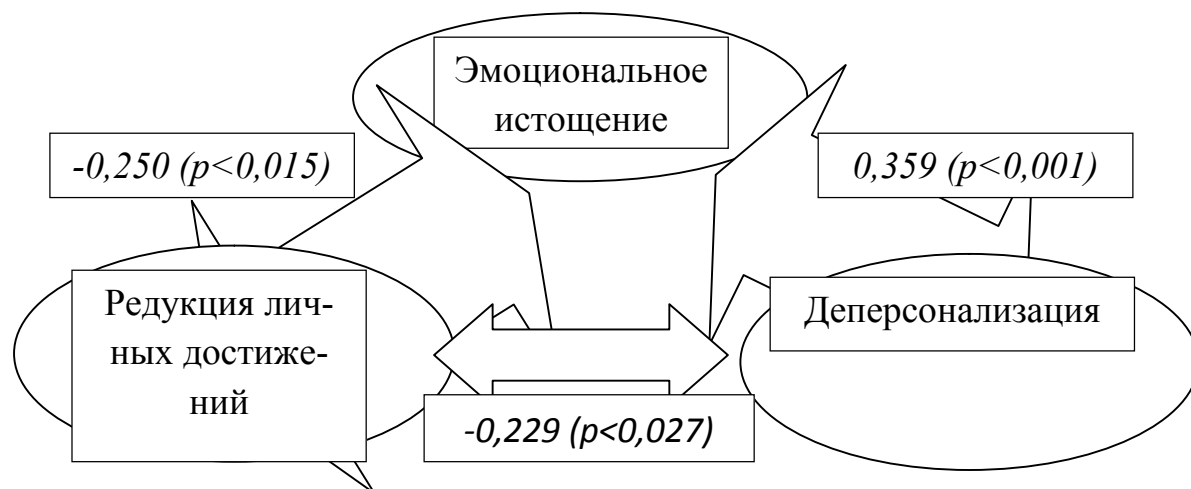 Эмоциональное
истощение
-0,250 (p<0,015)
0,359 (p<0,001)
Редукция лич-
ных достиже-
ний
Деперсонализация
-0,229 (p<0,027)